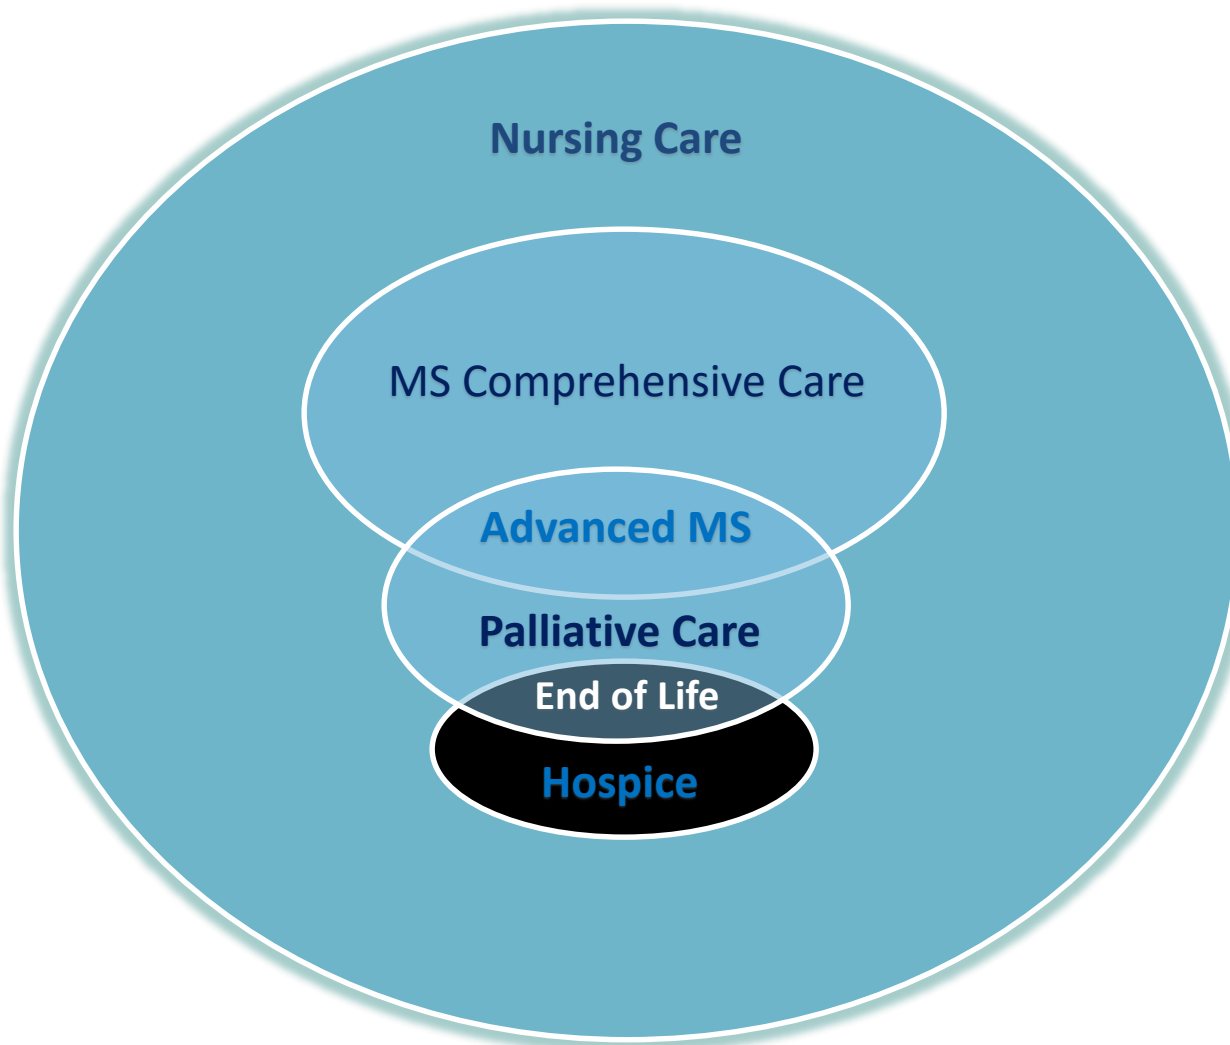 Nursing Care
MS Comprehensive Care
Advanced MS
Palliative Care
End of Life
Hospice